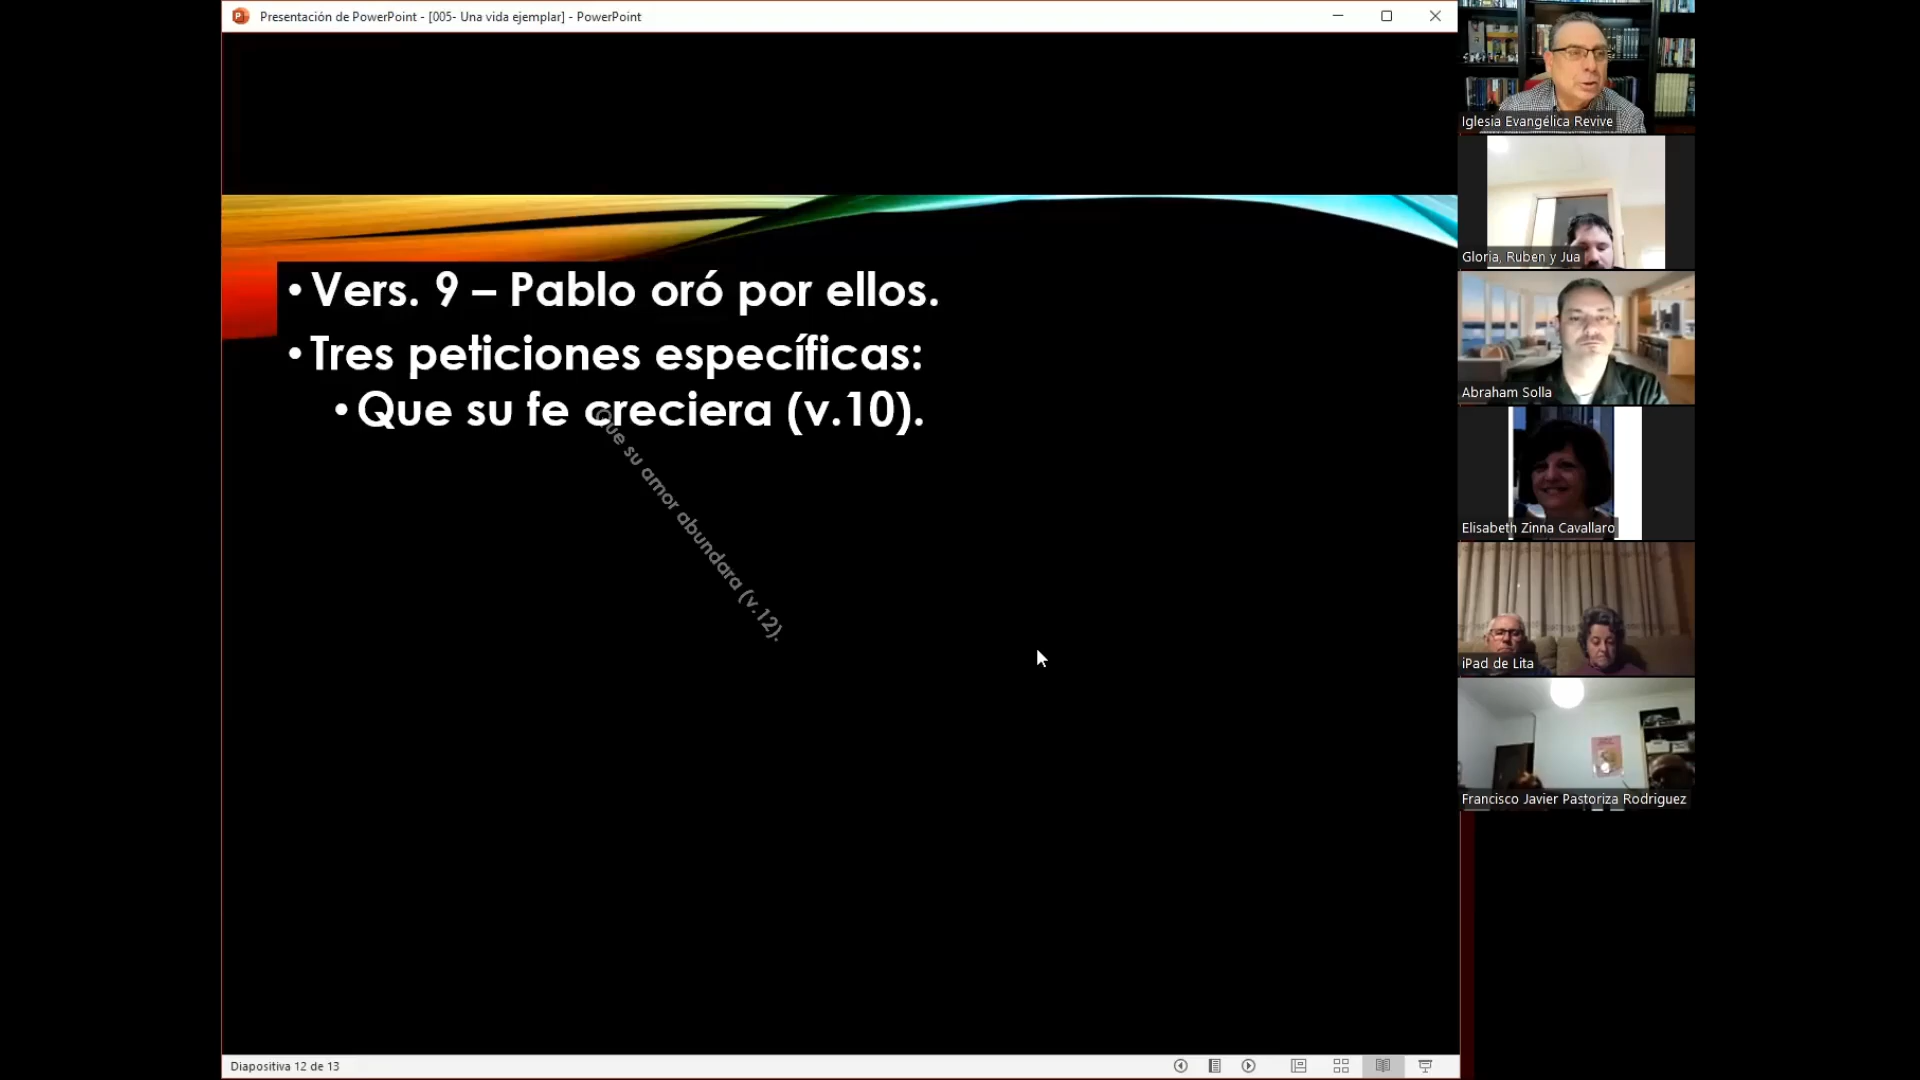 Presentación de PowerPoint - [005- Una vida ejemplar] - PowerPoint
• Vers. 9 – Pablo oró por ellos.
• Tres peticiones específicas:
• Que su fe creciera (v.10).
Que su amor abundara (v.12).
Diapositiva 12 de 13
Iglesia Evangélica Revive
Gloria, Ruben y Jua
Abraham Solla
Elisabeth Zinna Cavallaro
iPad de Lita
Francisco Javier Pastoriza Rodriguez